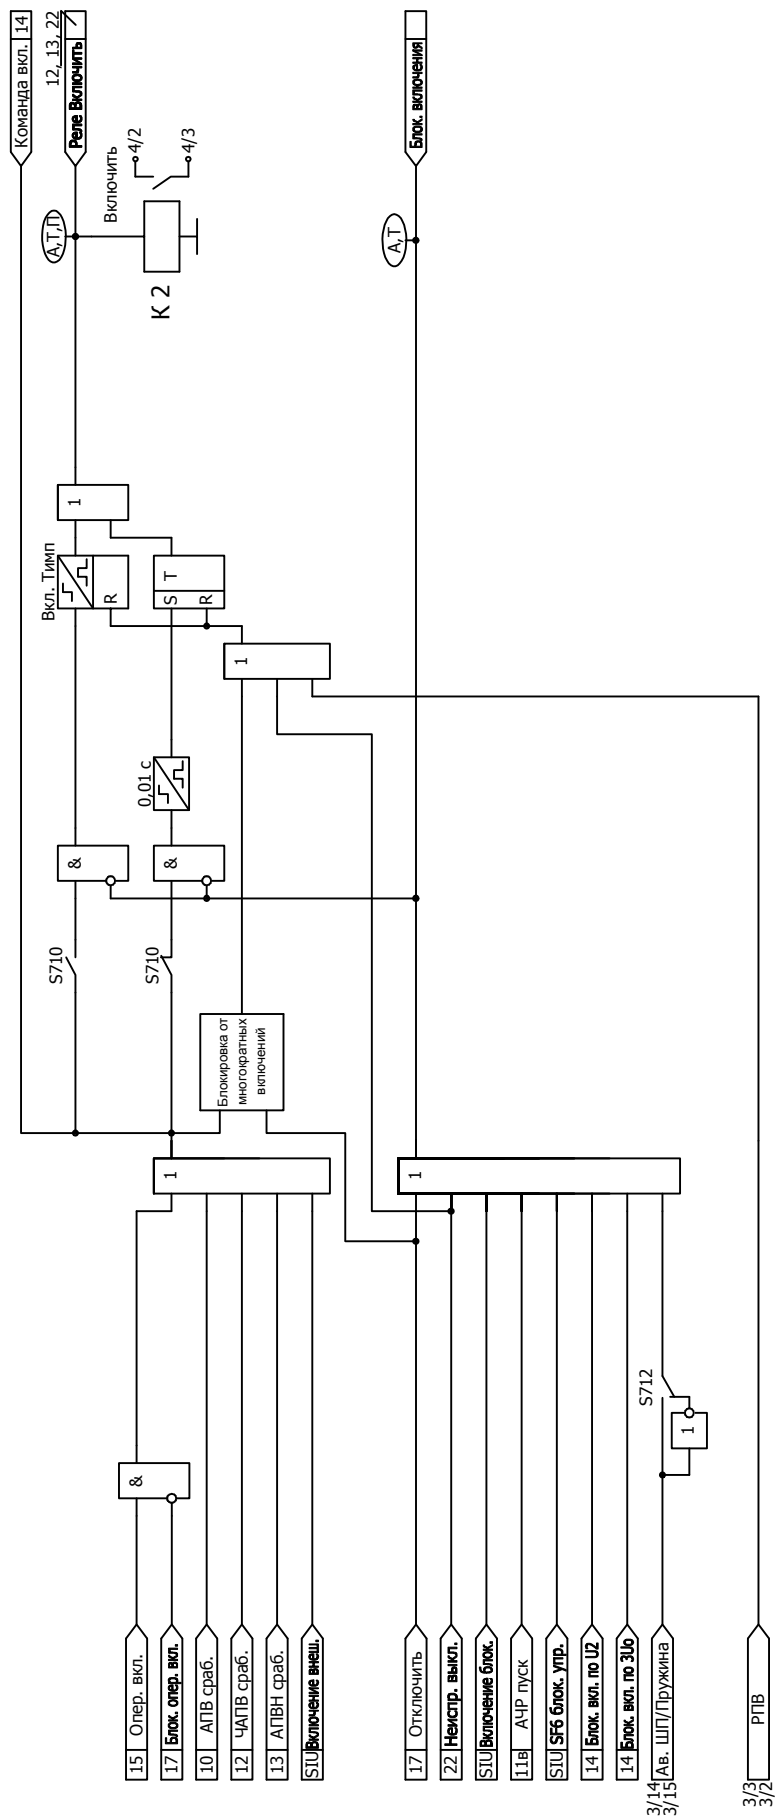 Команда вкл. 14
12, 13, 22
Реле Включить
А,Т,П
Включить
4/2
4/3
К 2
Блок. включения
А,Т
1
Вкл. Тимп
R
S T
R
1
0,01 с
&
&
S710
S710
Блокировка от
многократных
включений
1
1
S712
1
&
15 Опер. вкл.
17 Блок. опер. вкл.
10 АПВ сраб.
12 ЧАПВ сраб.
13 АПВН сраб.
SIU Включение внеш.
17 Отключить
22 Неиспр. выкл.
SIU Включение блок.
11в АЧР пуск
SIU SF6 блок. упр.
14 Блок. вкл. по U2
14 Блок. вкл. по 3Uo
3/14
3/15
Ав. ШП/Пружина
3/3
3/2
РПВ